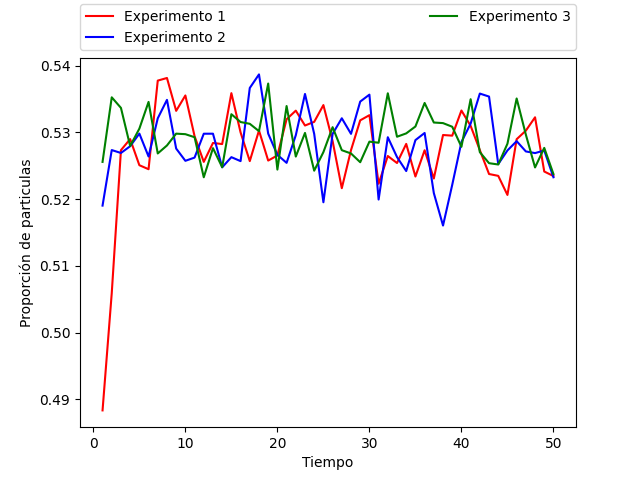 Experimento 1
Experimento 2
Experimento 3
0.54
0.53
0.52
0.51
0.50
0.49
Proporción de particulas
0
10
20
30
40
50
Tiempo